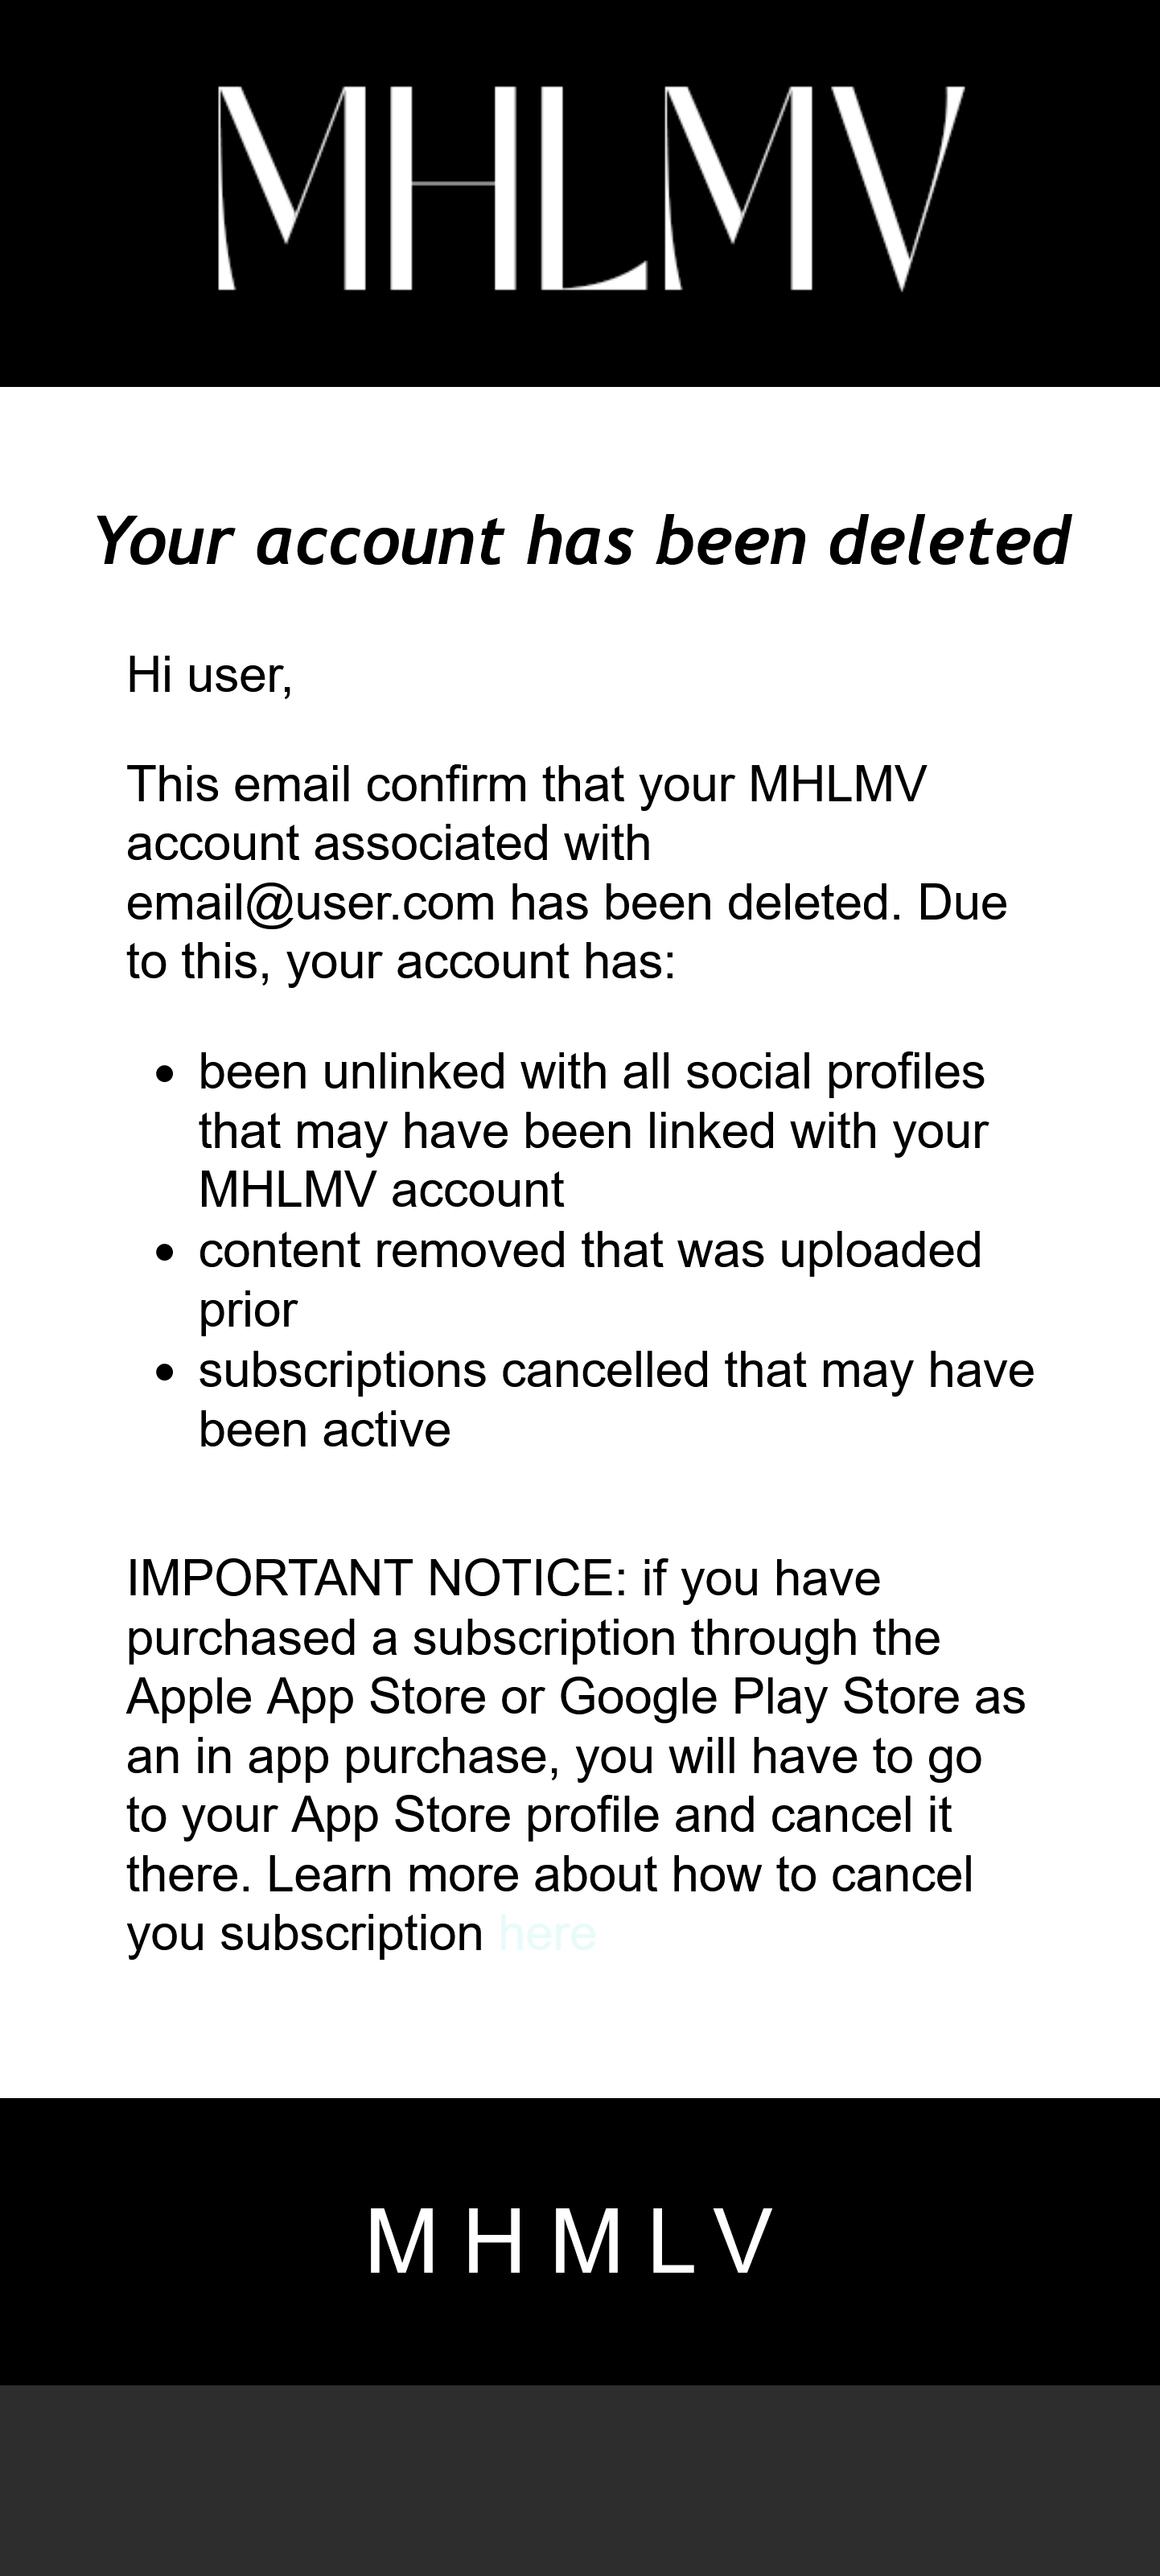 MHLMV
Your account has been deleted
Hi user,
This email confirm that your MHLMV
account associated with
email@user.com has been deleted. Due
to this, your account has:
• been unlinked with all social profiles
that may have been linked with your
MHLMV account
• content removed that was uploaded
prior
• subscriptions cancelled that may have
been active
IMPORTANT NOTICE: if you have
purchased a subscription through the
Apple App Store or Google Play Store as
an in app purchase, you will have to go
to your App Store profile and cancel it
there. Learn more about how to cancel
you subscription here
M H M L V